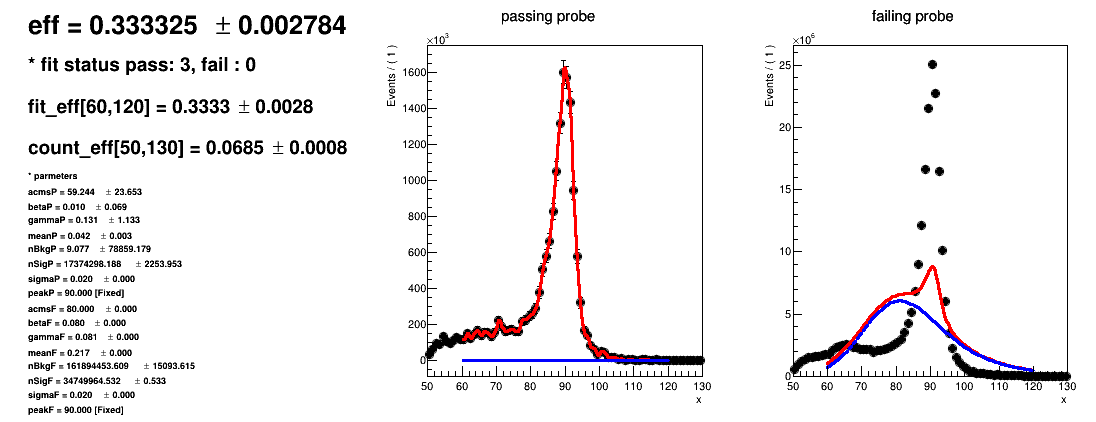 eff = 0.333325 ± 0.002784
* fit status pass: 3, fail : 0
fit_eff[60,120] = 0.3333 ± 0.0028
count_eff[50,130] = 0.0685 ± 0.0008
* parmeters
acmsP = 59.244 ± 23.653
betaP = 0.010 ± 0.069
gammaP = 0.131 ± 1.133
meanP = 0.042 ± 0.003
nBkgP = 9.077 ± 78859.179
nSigP = 17374298.188 ± 2253.953
sigmaP = 0.020 ± 0.000
peakP = 90.000 [Fixed]
acmsF = 80.000 ± 0.000
betaF = 0.080 ± 0.000
gammaF = 0.081 ± 0.000
meanF = 0.217 ± 0.000
nBkgF = 161894453.609 ± 15093.615
nSigF = 34749964.532 ± 0.533
sigmaF = 0.020 ± 0.000
peakF = 90.000 [Fixed]
passing probe
×10³
Events / ( 1 )
1600
1400
1200
1000
800
600
400
200
0
50 60 70 80 90 100 110 120 130
x
failing probe
×10⁶
Events / ( 1 )
25
20
15
10
5
0
50 60 70 80 90 100 110 120 130
x